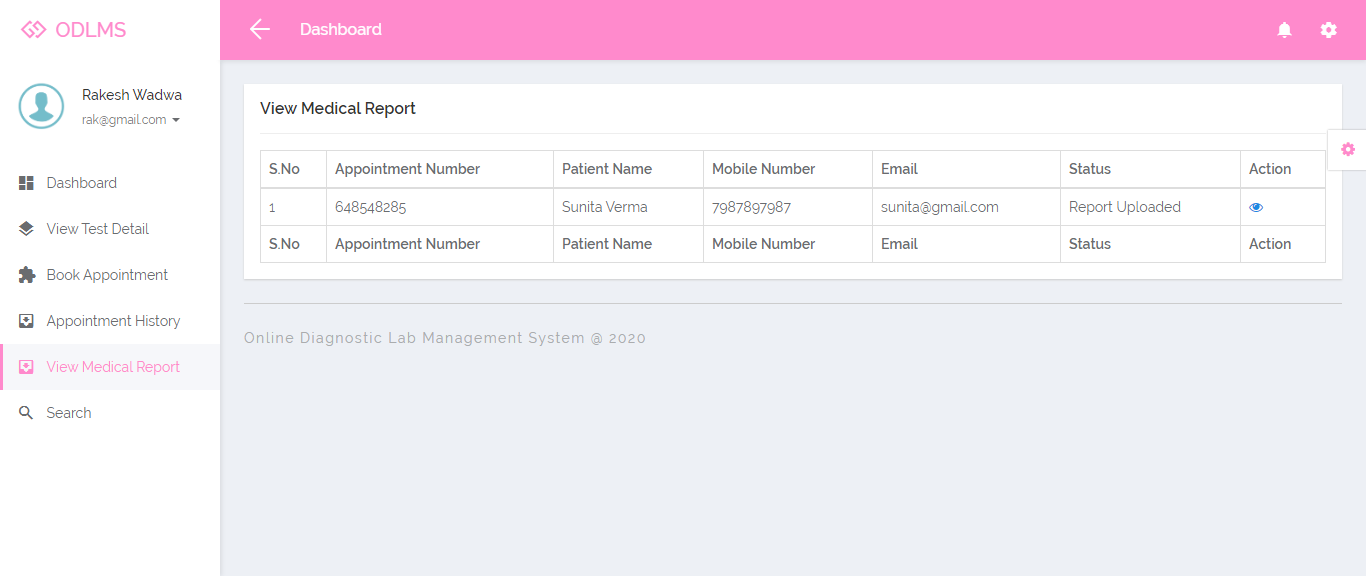 ODLMS
Dashboard
Rakesh Wadwa
rak@gmail.com
Dashboard
View Test Detail
Book Appointment
Appointment History
View Medical Report
Search
View Medical Report
S.No Appointment Number Patient Name Mobile Number Email Status Action
1 648548285 Sunita Verma 7987897987 sunita@gmail.com Report Uploaded
S.No Appointment Number Patient Name Mobile Number Email Status Action
Online Diagnostic Lab Management System @ 2020